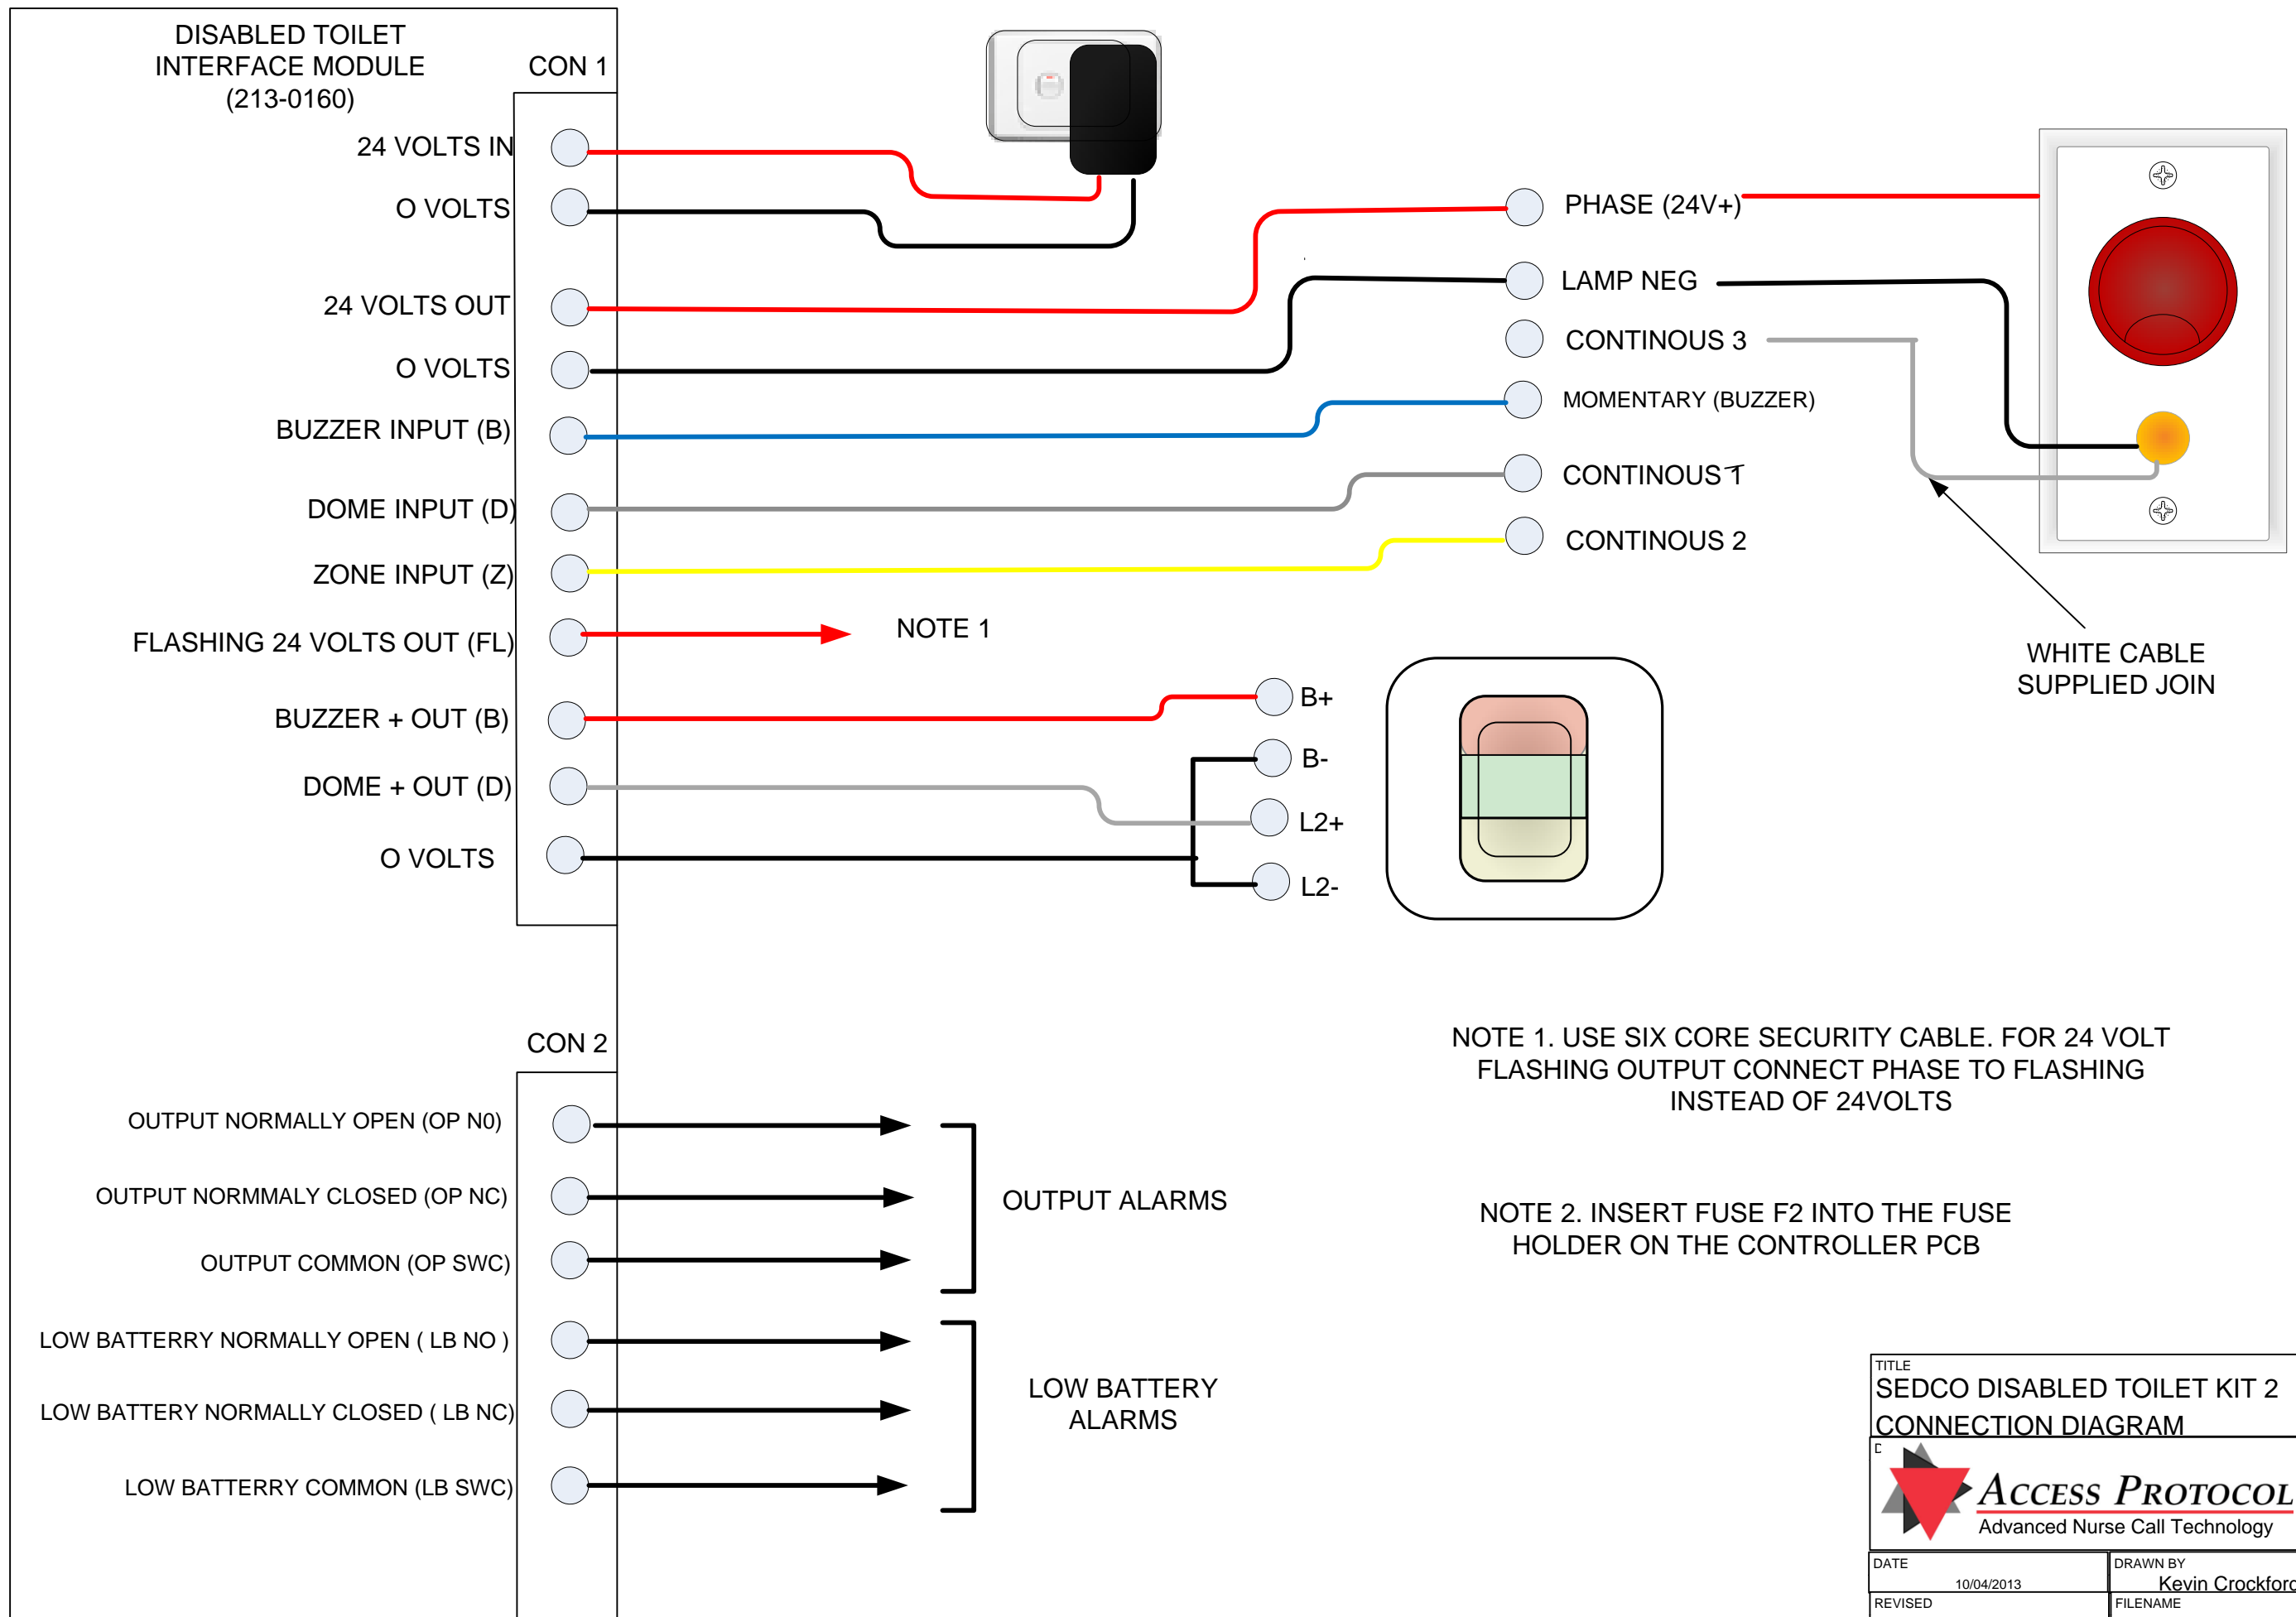 DISABLED TOILET
INTERFACE MODULE
(213-0160)
CON 1
24 VOLTS IN
O VOLTS
24 VOLTS OUT
O VOLTS
BUZZER INPUT (B)
DOME INPUT (D)
ZONE INPUT (Z)
FLASHING 24 VOLTS OUT (FL)
BUZZER + OUT (B)
DOME + OUT (D)
O VOLTS
PHASE (24V+)
LAMP NEG
CONTINOUS 3
MOMENTARY (BUZZER)
CONTINOUS 1
CONTINOUS 2
NOTE 1
WHITE CABLE
SUPPLIED JOIN
B+
B-
L2+
L2-
CON 2
OUTPUT NORMALLY OPEN (OP N0)
OUTPUT NORMMALY CLOSED (OP NC)
OUTPUT COMMON (OP SWC)
LOW BATTERRY NORMALLY OPEN ( LB NO )
LOW BATTERY NORMALLY CLOSED ( LB NC)
LOW BATTERRY COMMON (LB SWC)
OUTPUT ALARMS
LOW BATTERY
ALARMS
NOTE 1. USE SIX CORE SECURITY CABLE. FOR 24 VOLT
FLASHING OUTPUT CONNECT PHASE TO FLASHING
INSTEAD OF 24VOLTS
NOTE 2. INSERT FUSE F2 INTO THE FUSE
HOLDER ON THE CONTROLLER PCB
TITLE
SEDCO DISABLED TOILET KIT 2
CONNECTION DIAGRAM
ACCESS PROTOCOL
Advanced Nurse Call Technology
DATE
10/04/2013
DRAWN BY
Kevin Crockford
REVISED
FILENAME